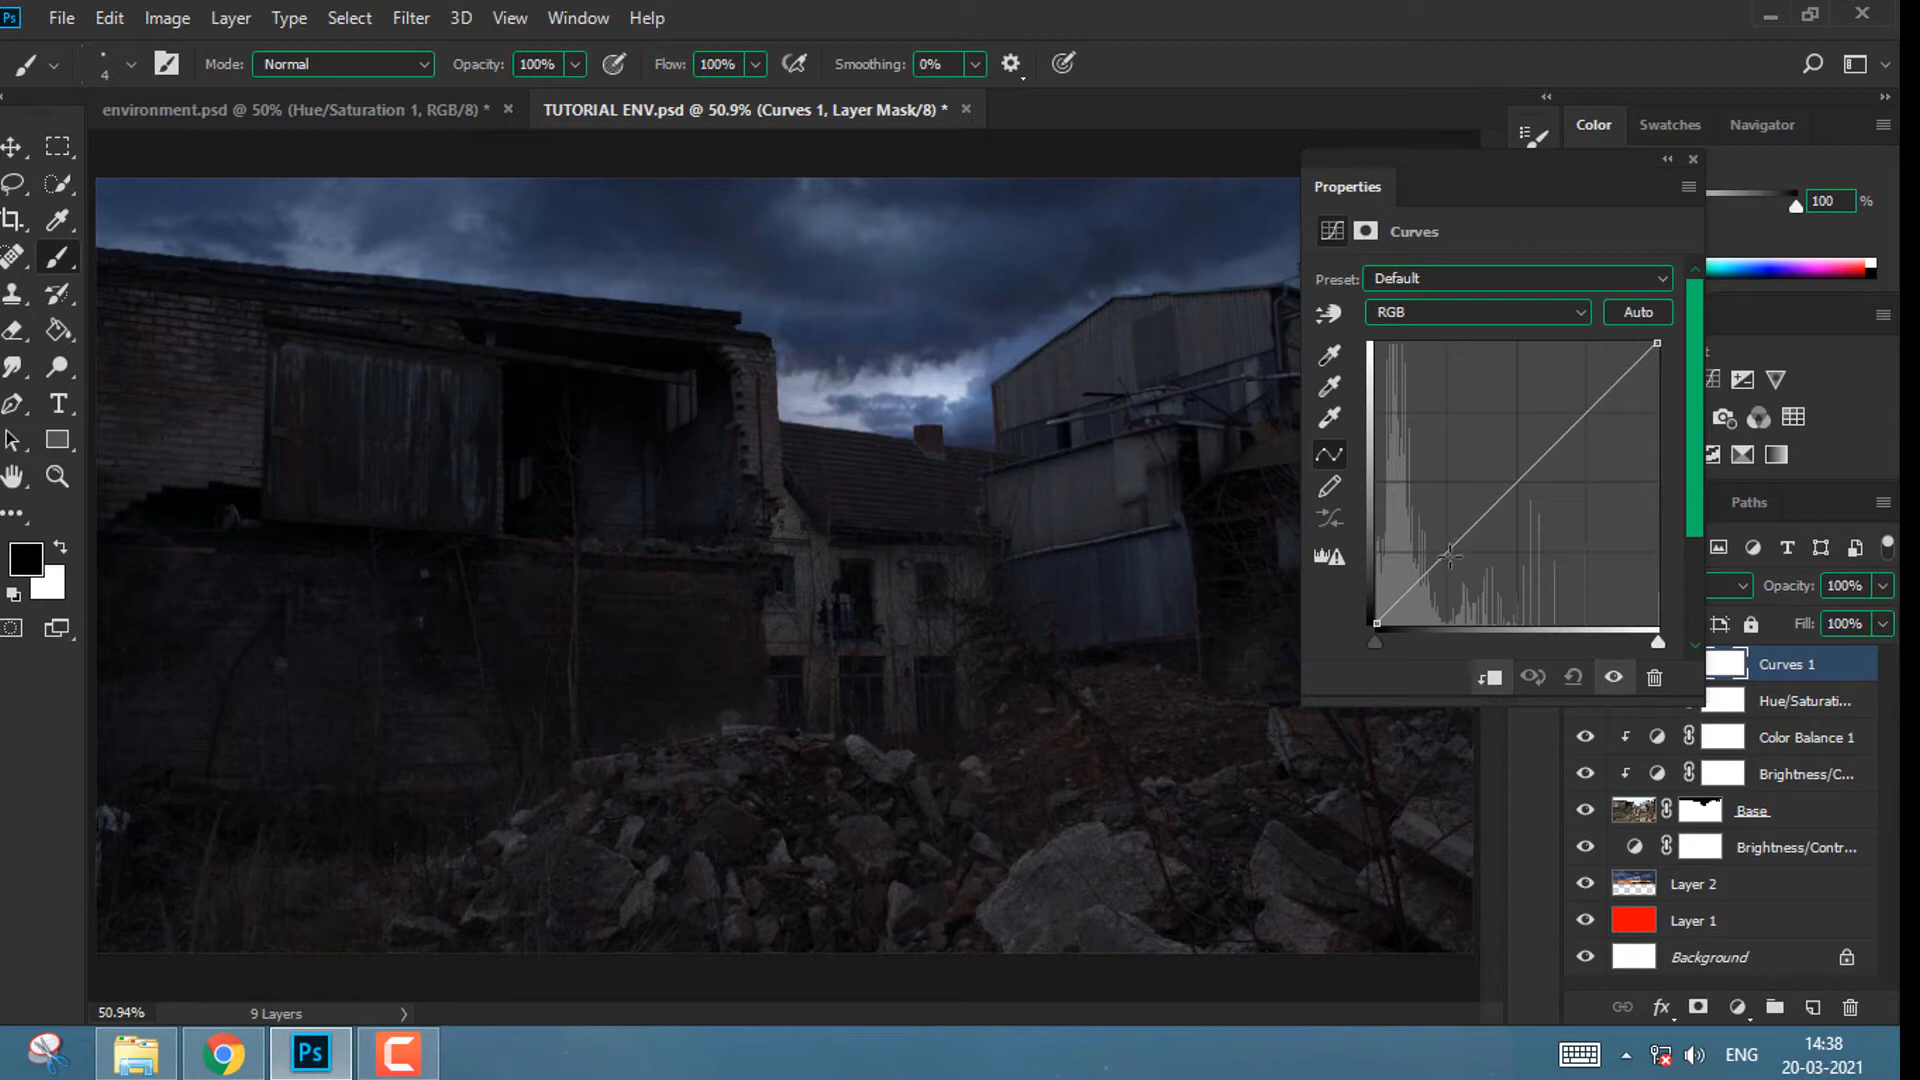 Ps File Edit Image Layer Type Select Filter 3D View Window Help
4 Mode: Normal Opacity: 100% Flow: 100% Smoothing: 0%
environment.psd @ 50% (Hue/Saturation 1, RGB/8) * TUTORIAL ENV.psd @ 50.9% (Curves 1, Layer Mask/8) *
Color Swatches Navigator
Properties
100 %
Curves
Preset: Default
RGB Auto
Paths
Opacity: 100%
Fill: 100%
Curves 1
Hue/Saturati...
Color Balance 1
Brightness/C...
Base
Brightness/Contr...
Layer 2
Layer 1
Background
50.94% 9 Layers
fx
Ps
ENG
14:38
20-03-2021